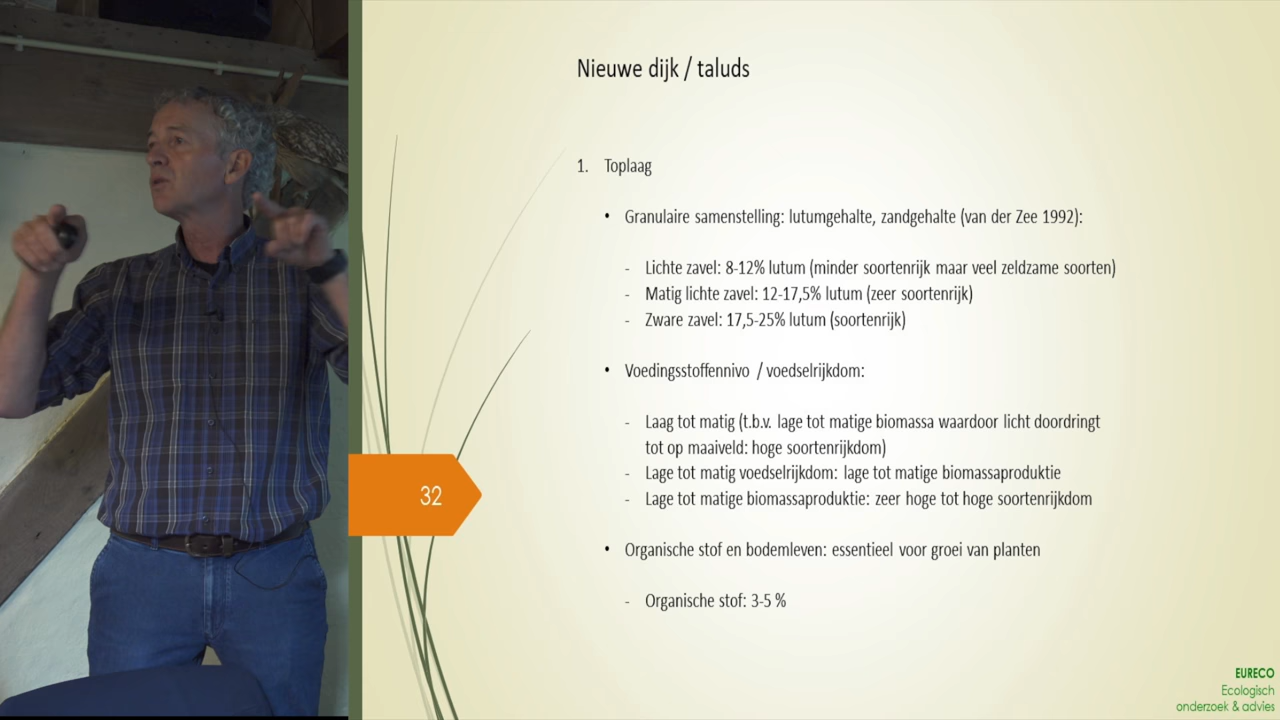 Nieuwe dijk / taluds
1. Toplaag
• Granulaire samenstelling: lutumgehalte, zandgehalte (van der Zee 1992):
- Lichte zavel: 8-12% lutum (minder soortenrijk maar veel zeldzame soorten)
- Matig lichte zavel: 12-17,5% lutum (zeer soortenrijk)
- Zware zavel: 17,5-25% lutum (soortenrijk)
• Voedingsstoffennivo / voedselrijkdom:
- Laag tot matig (t.b.v. lage tot matige biomassa waardoor licht doordringt
tot op maaiveld: hoge soortenrijkdom)
- Lage tot matig voedselrijkdom: lage tot matige biomassaproduktie
- Lage tot matige biomassaproduktie: zeer hoge tot hoge soortenrijkdom
32
• Organische stof en bodemleven: essentieel voor groei van planten
- Organische stof: 3-5 %
EURECO
Ecologisch
onderzoek & advies